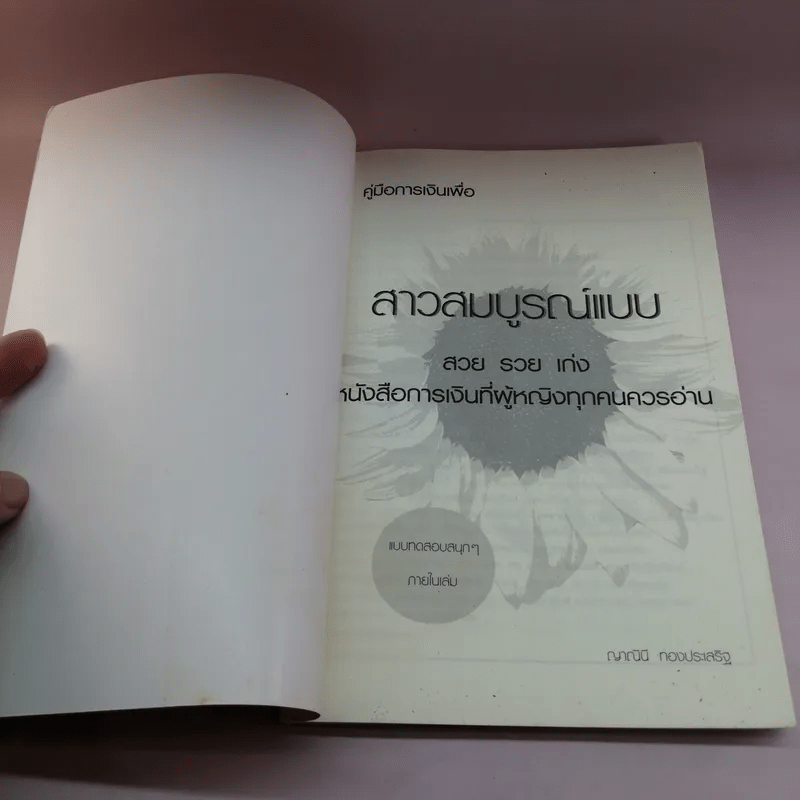 คู่มือการเงินเพื่อ
สาวสมบูรณ์แบบ
สวย รวย เก่ง
หนังสือการเงินที่ผู้หญิงทุกคนควรอ่าน
แบบทดสอบสนุกๆ
ภายในเล่ม
ญาณินี ทองประเสริฐ